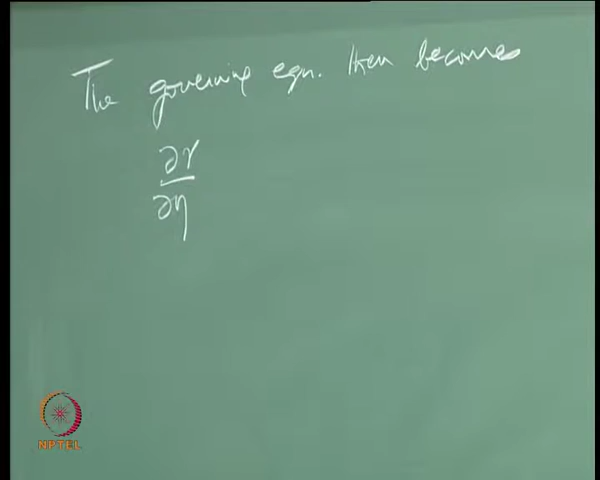 The governing eqn. then becomes
∂γ
∂η
NPTEL